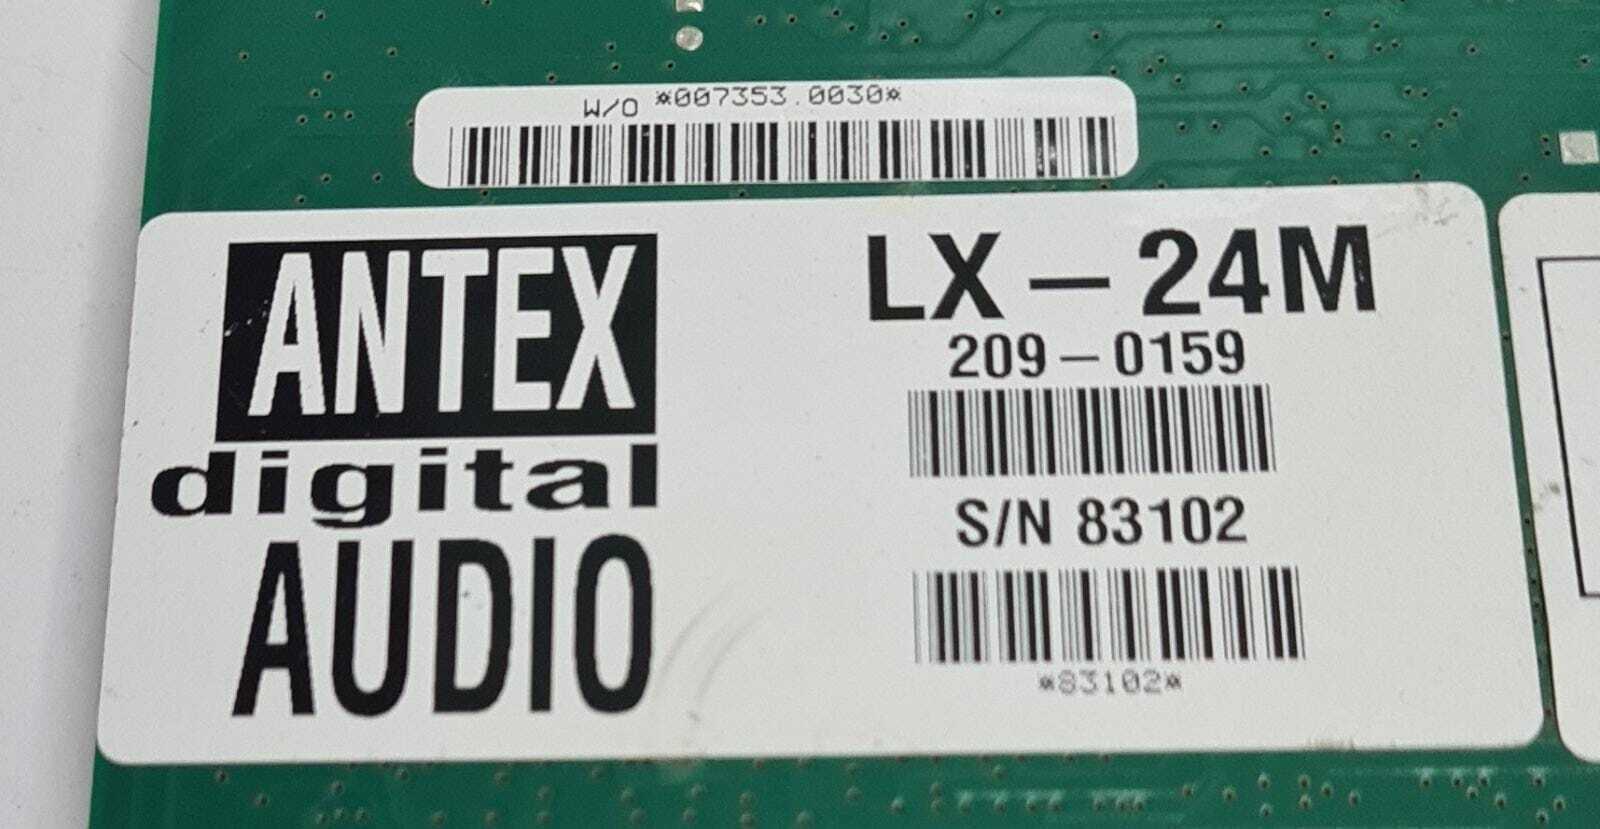 W/O *007353.0030*
ANTEX
digital
AUDIO
LX-24M
209-0159
S/N 83102
*83102*